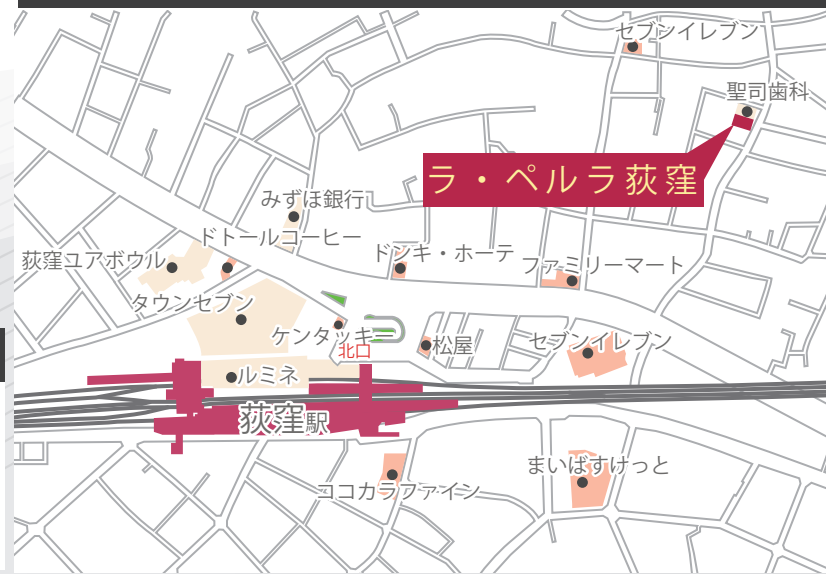 セブンイレブン
聖司歯科
ラ・ペルラ荻窪
みずほ銀行
ドトールコーヒー
ドンキ・ホーテ
荻窪ユアボウル
ファミリーマート
タウンセブン
ケンタッキー
北口
松屋
セブンイレブン
ルミネ
荻窪駅
まいばすけっと
ココカラファイン